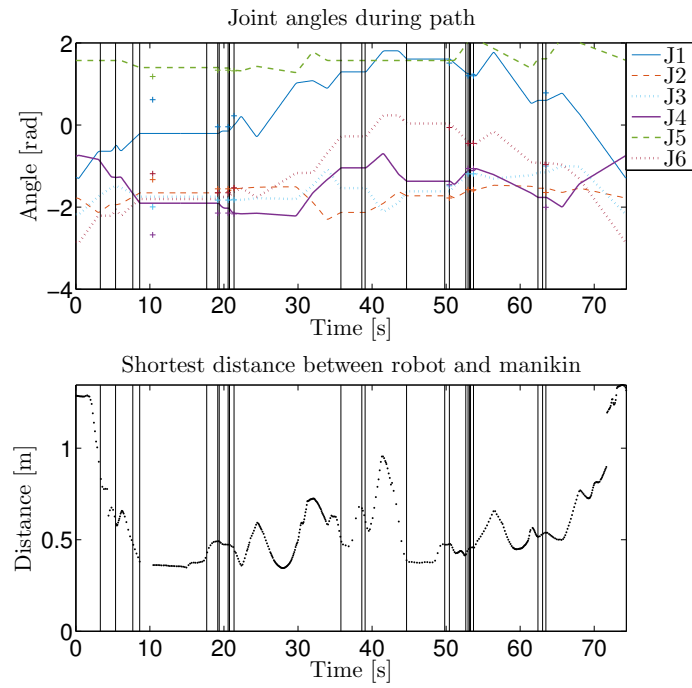 Joint angles during path
Angle [rad]
2
0
−2
−4
0 10 20 30 40 50 60 70
Time [s]
J1
J2
J3
J4
J5
J6
Shortest distance between robot and manikin
Distance [m]
1
0.5
0
0 10 20 30 40 50 60 70
Time [s]